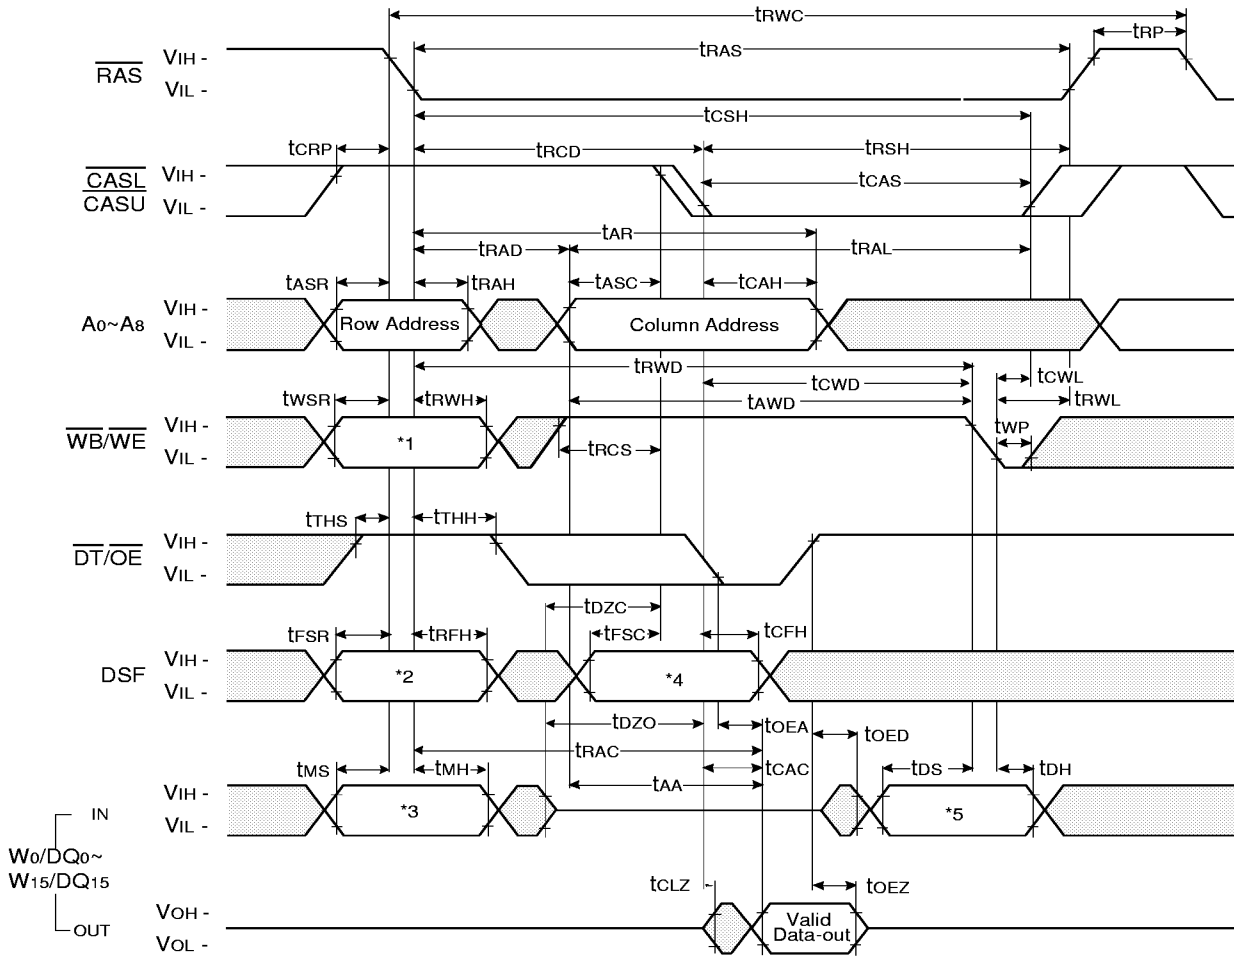 tRWC
tRP
tRAS
RAS
VIH -
VIL -
tCSH
tCRP
tRCD
tRSH
CASL
CASU
VIH -
VIL -
tCAS
tAR
tRAD
tRAL
tASR
tRAH
tASC
tCAH
A0~A8
VIH -
VIL -
Row Address
Column Address
tRWD
tCWD
tCWL
tWSR
tRWH
tAWD
tRWL
WB/WE
VIH -
VIL -
*1
tRCS
tWP
tTHS
tTHH
DT/OE
VIH -
VIL -
tDZC
tFSR
tRFH
tFSC
tCFH
DSF
VIH -
VIL -
*2
*4
tDZO
tOEA
tOED
tRAC
tMS
tMH
tCAC
tDS
tDH
tAA
IN
VIH -
VIL -
*3
*5
W0/DQ0~
W15/DQ15
tCLZ
tOEZ
OUT
VOH -
VOL -
Valid
Data-out